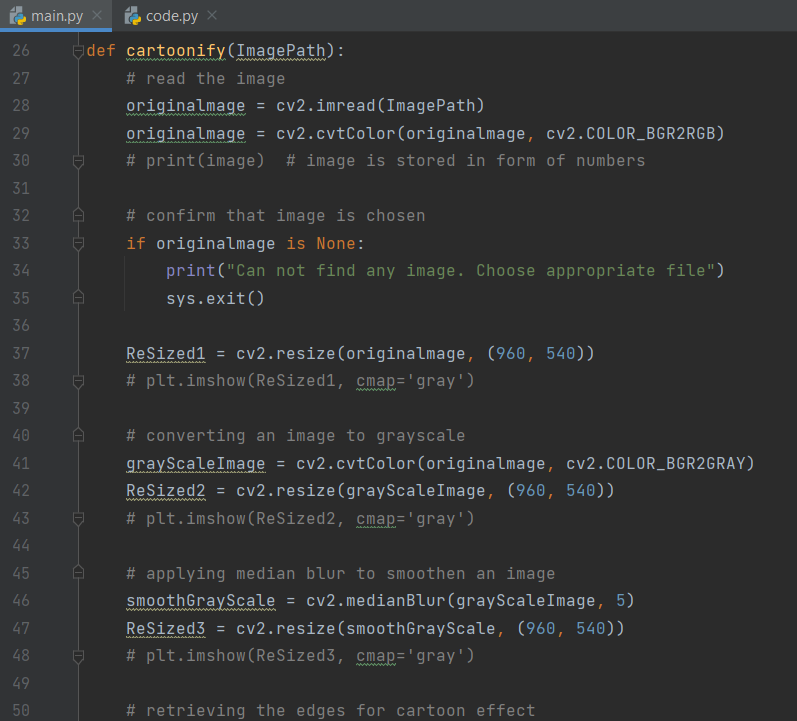 main.py code.py
26 def cartoonify(ImagePath):
27 # read the image
28 originalmage = cv2.imread(ImagePath)
29 originalmage = cv2.cvtColor(originalmage, cv2.COLOR_BGR2RGB)
30 # print(image)  # image is stored in form of numbers
31
32 # confirm that image is chosen
33 if originalmage is None:
34 print("Can not find any image. Choose appropriate file")
35 sys.exit()
36
37 ReSized1 = cv2.resize(originalmage, (960, 540))
38 # plt.imshow(ReSized1, cmap='gray')
39
40 # converting an image to grayscale
41 grayScaleImage = cv2.cvtColor(originalmage, cv2.COLOR_BGR2GRAY)
42 ReSized2 = cv2.resize(grayScaleImage, (960, 540))
43 # plt.imshow(ReSized2, cmap='gray')
44
45 # applying median blur to smoothen an image
46 smoothGrayScale = cv2.medianBlur(grayScaleImage, 5)
47 ReSized3 = cv2.resize(smoothGrayScale, (960, 540))
48 # plt.imshow(ReSized3, cmap='gray')
49
50 # retrieving the edges for cartoon effect